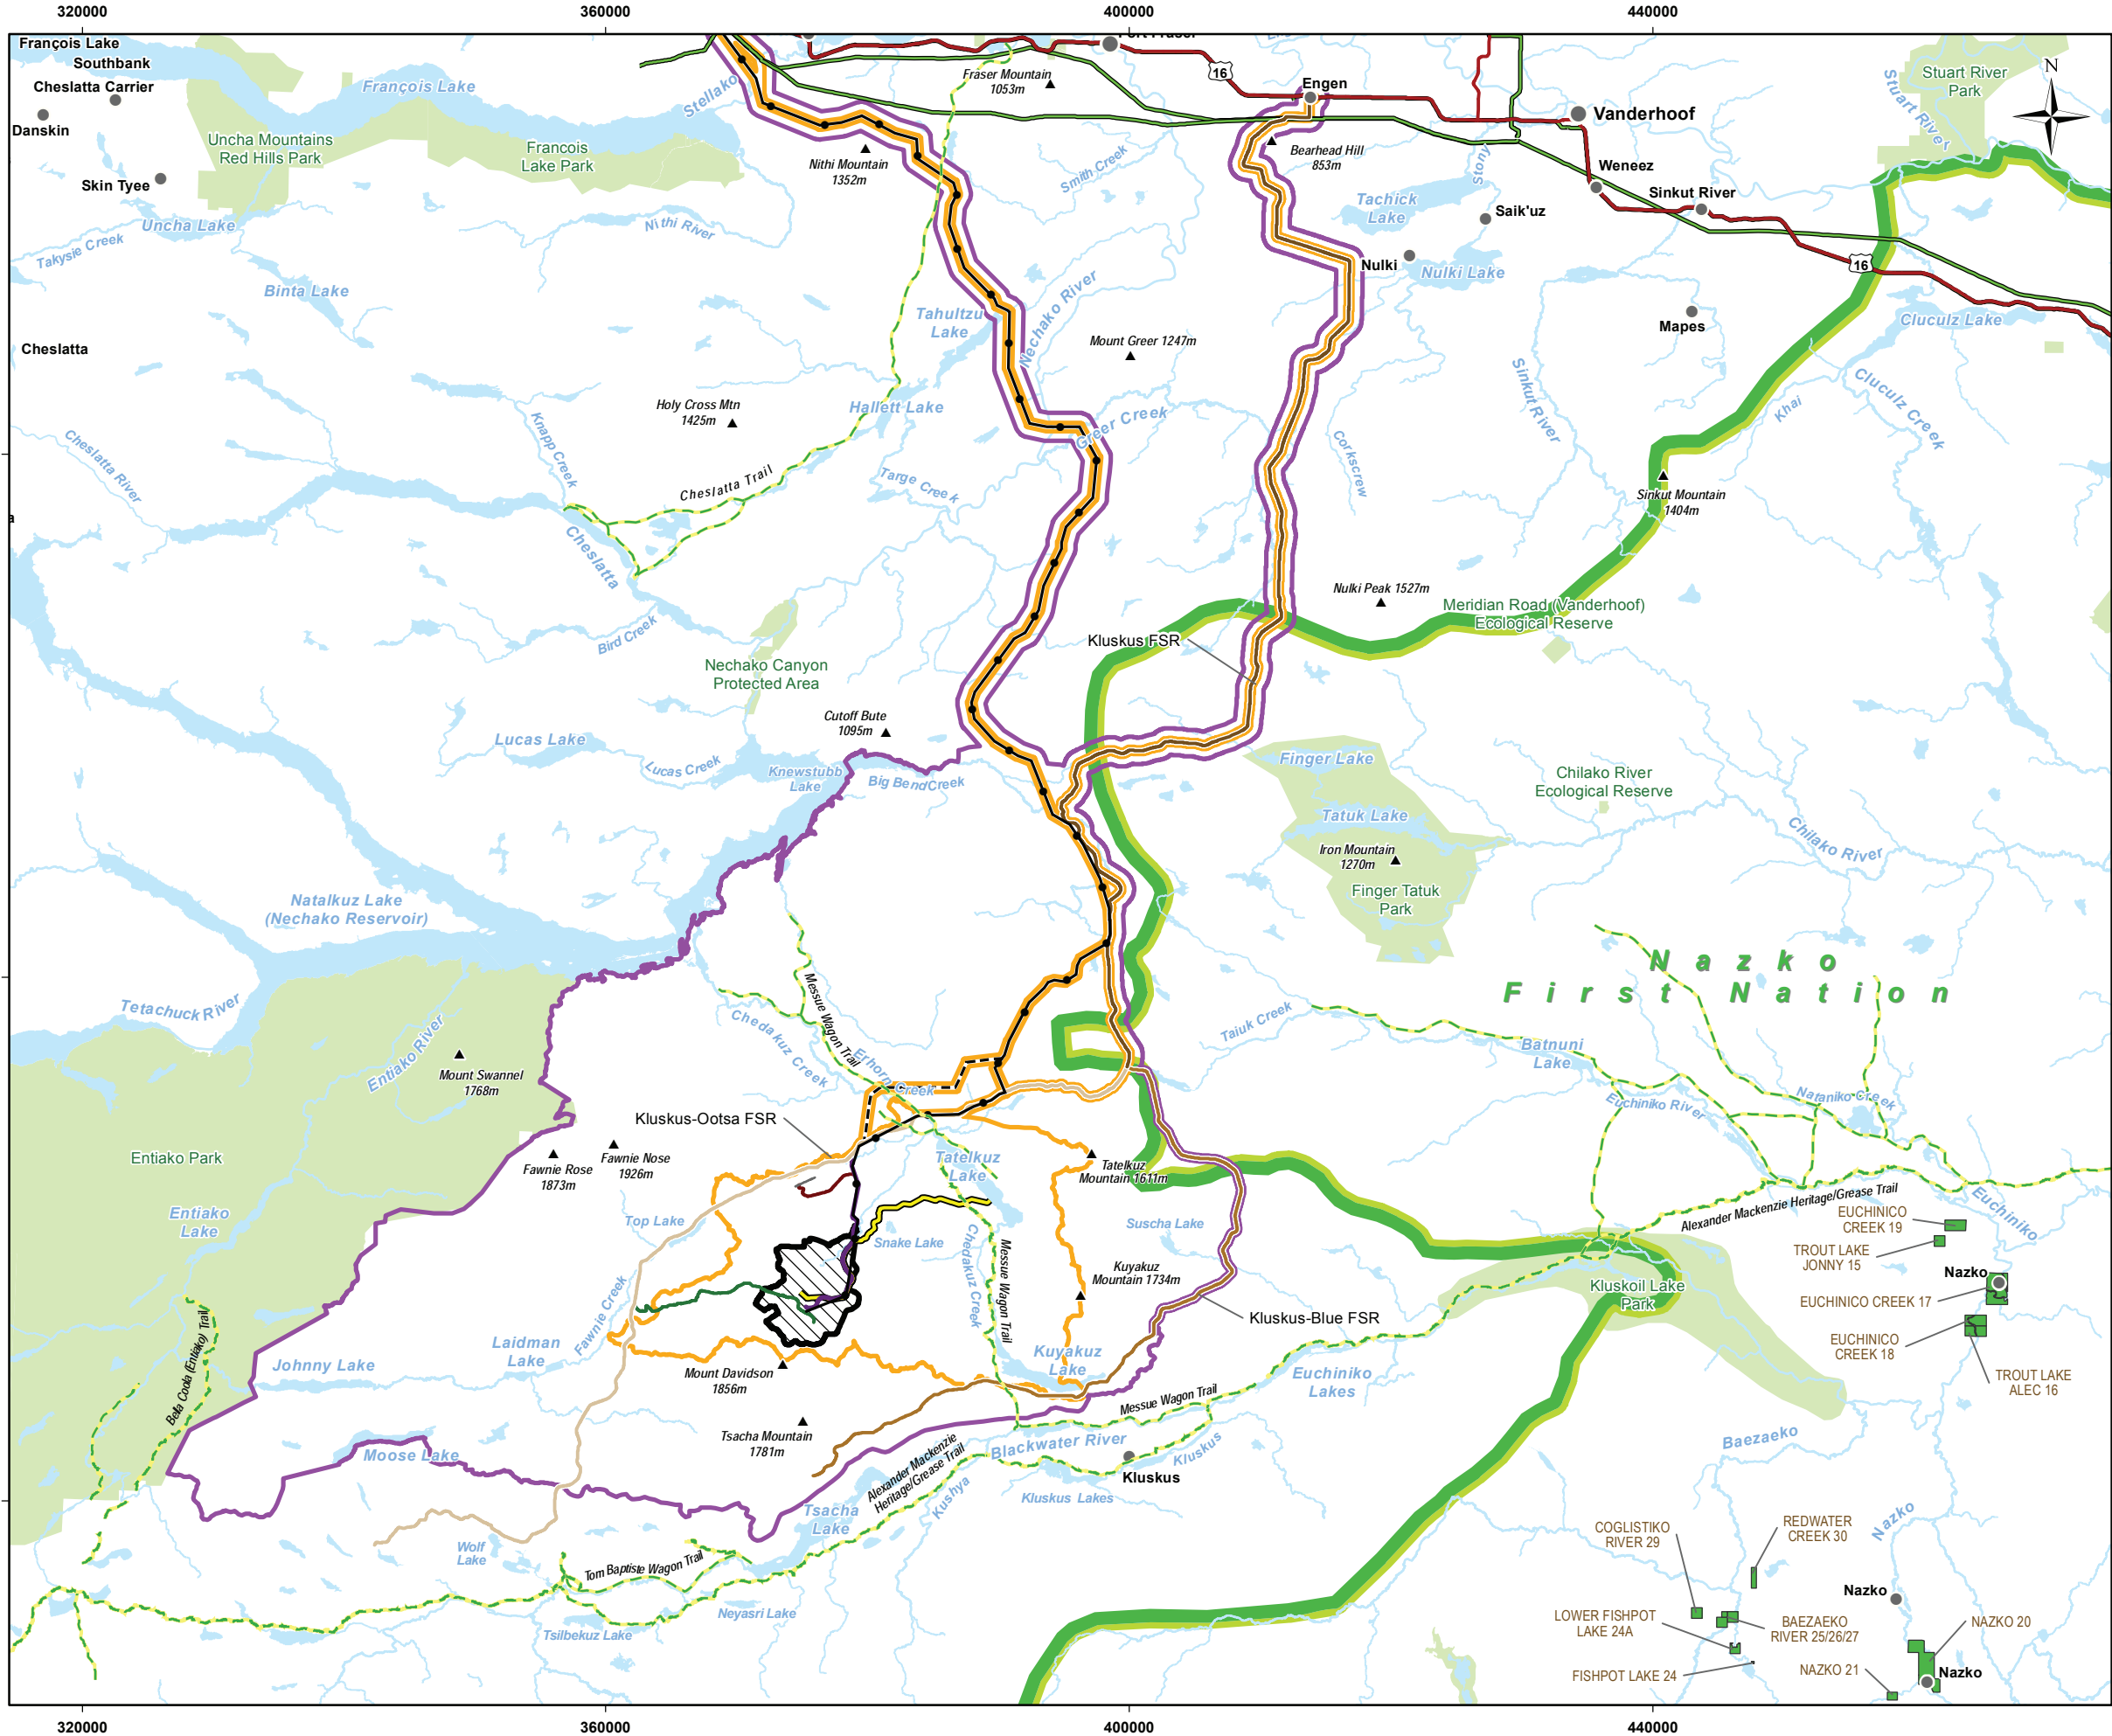 320000
360000
400000
440000
François Lake
Southbank
Cheslatta Carrier
Danskin
François Lake
Stellako
Fraser Mountain
1053m
Fort Fraser
16
Engen
Vanderhoof
Stuart River
Park
Stuart River
N
Uncha Mountains
Red Hills Park
Francois
Lake Park
Nithi Mountain
1352m
Smith Creek
Bearhead Hill
853m
Stony
Weneez
Sinkut River
Skin Tyee
Uncha Lake
Takysie Creek
Nithi River
Tachick
Lake
Saik'uz
Nulki
Nulki Lake
16
Binta Lake
Tahultzu
Lake
Nechako River
Mount Greer 1247m
Mapes
Cluculz Lake
Cheslatta
Holy Cross Mtn
1425m
Hallett Lake
Greer Creek
Sinkut River
Khai
Cluculz Creek
Cheslatta River
Knapp Creek
Cheslatta Trail
Targe Creek
Corkscrew
Sinkut Mountain
1404m
a
Cheslatta
Bird Creek
Nulki Peak 1527m
Meridian Road (Vanderhoof)
Ecological Reserve
Kluskus FSR
Nechako Canyon
Protected Area
Cutoff Bute
1095m
Lucas Lake
Lucas Creek
Knewstubb
Lake
Big Bend Creek
Finger Lake
Chilako River
Ecological Reserve
Tatuk Lake
Iron Mountain
1270m
Chilako River
Finger Tatuk
Park
Natalkuz Lake
(Nechako Reservoir)
Nazko
First Nation
Tetachuck River
Entiako River
Mount Swannel
1768m
Messue Wagon Trail
Chedakuz Creek
Erhorn Creek
Taiuk Creek
Batnuni
Lake
Euchiniko River
Nataniko Creek
Kluskus-Ootsa FSR
Entiako Park
Fawnie Rose
1873m
Fawnie Nose
1926m
Tatelkuz
Lake
Tatelkuz
Mountain 1611m
Entiako
Lake
Top Lake
Snake Lake
Suscha Lake
Alexander Mackenzie Heritage/Grease Trail
Euchiniko
EUCHINICO
CREEK 19
TROUT LAKE
JONNY 15
Chedakuz Creek
Messue Wagon Trail
Kuyakuz
Mountain 1734m
Nazko
Kluskoil Lake
Park
EUCHINICO CREEK 17
Kluskus-Blue FSR
EUCHINICO
CREEK 18
TROUT LAKE
ALEC 16
Bella Coola (Entiako) Trail
Fawnie Creek
Laidman
Lake
Johnny Lake
Mount Davidson
1856m
Kuyakuz
Lake
Euchiniko
Lakes
Messue Wagon Trail
Tsacha Mountain
1781m
Moose Lake
Alexander Mackenzie
Heritage/Grease Trail
Blackwater River
Kluskus
Kluskus
Kluskus Lakes
Kushya
Baezaeko
Tsacha
Lake
Wolf
Lake
Tom Baptiste Wagon Trail
Neyasri Lake
Tsilbekuz Lake
Nazko
COGLISTIKO
RIVER 29
REDWATER
CREEK 30
Nazko
LOWER FISHPOT
LAKE 24A
BAEZAEKO
RIVER 25/26/27
NAZKO 20
FISHPOT LAKE 24
NAZKO 21
Nazko
320000
360000
400000
440000